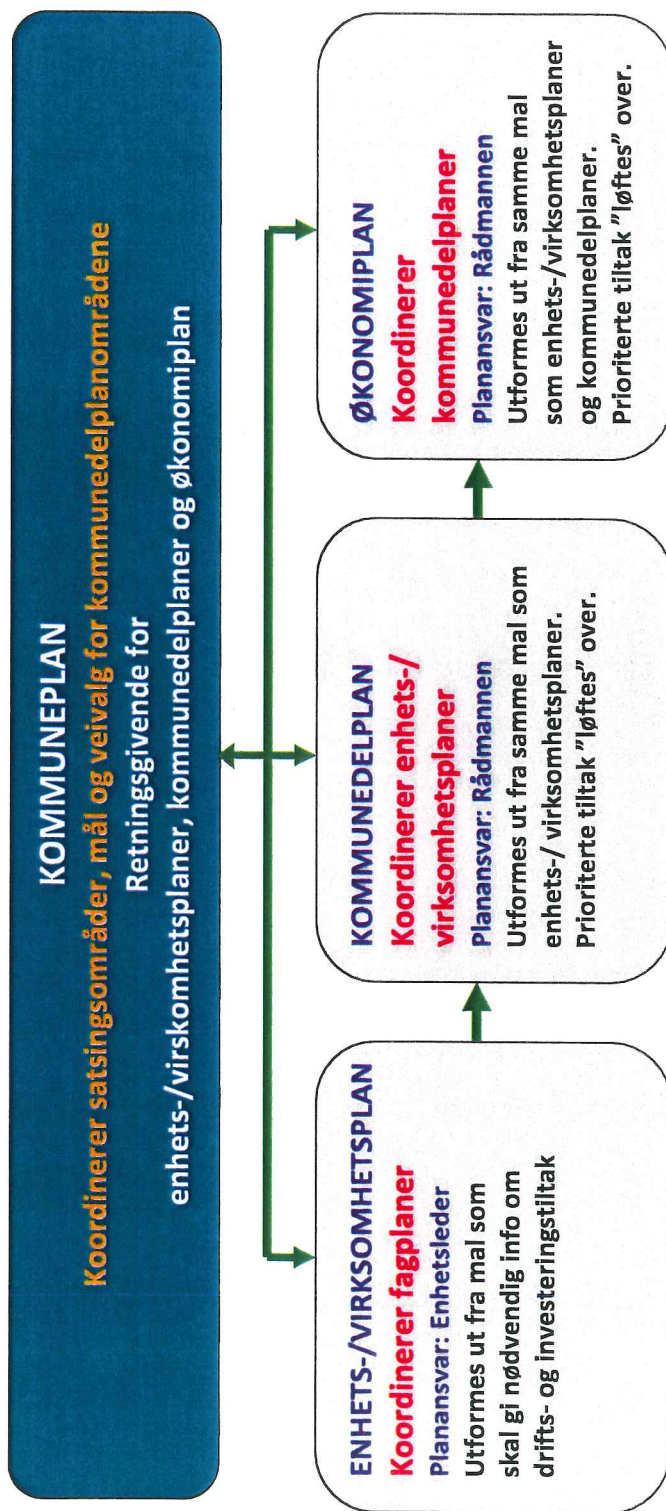 KOMMUNEPLAN
Koordinerer satsingsområder, mål og veivalg for kommunedelplanområdene
Retningsgivende for
enhets-/virskomhetsplaner, kommunedelplaner og økonomiplan
ENHETS-/VIRKSOMHETSPLAN
Koordinerer fagplaner
Planansvar: Enhetsleder
Utformes ut fra mal som
skal gi nødvendig info om
drifts- og investeringstiltak
KOMMUNEDELPLAN
Koordinerer enhets-/
virksomhetsplaner
Planansvar: Rådmannen
Utformes ut fra samme mal som
enhets-/ virksomhetsplaner.
Prioriterte tiltak "løftes" over.
ØKONOMIPLAN
Koordinerer
kommunedelplaner
Planansvar: Rådmannen
Utformes ut fra samme mal
som enhets-/virksomhetsplaner
og kommunedelplaner.
Prioriterte tiltak "løftes" over.